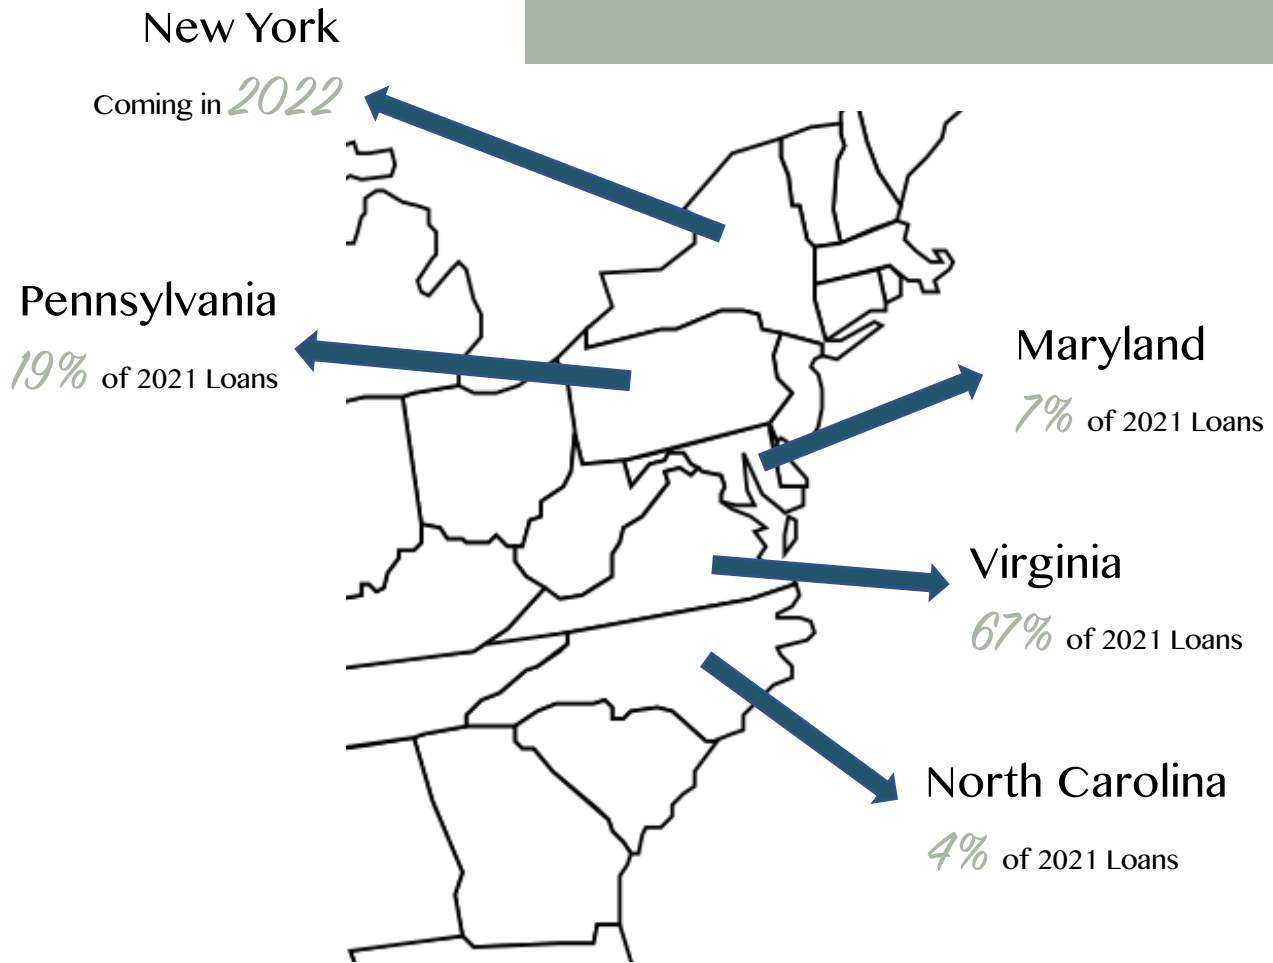 New York
Coming in 2022
Pennsylvania
19% of 2021 Loans
Maryland
7% of 2021 Loans
Virginia
67% of 2021 Loans
North Carolina
4% of 2021 Loans